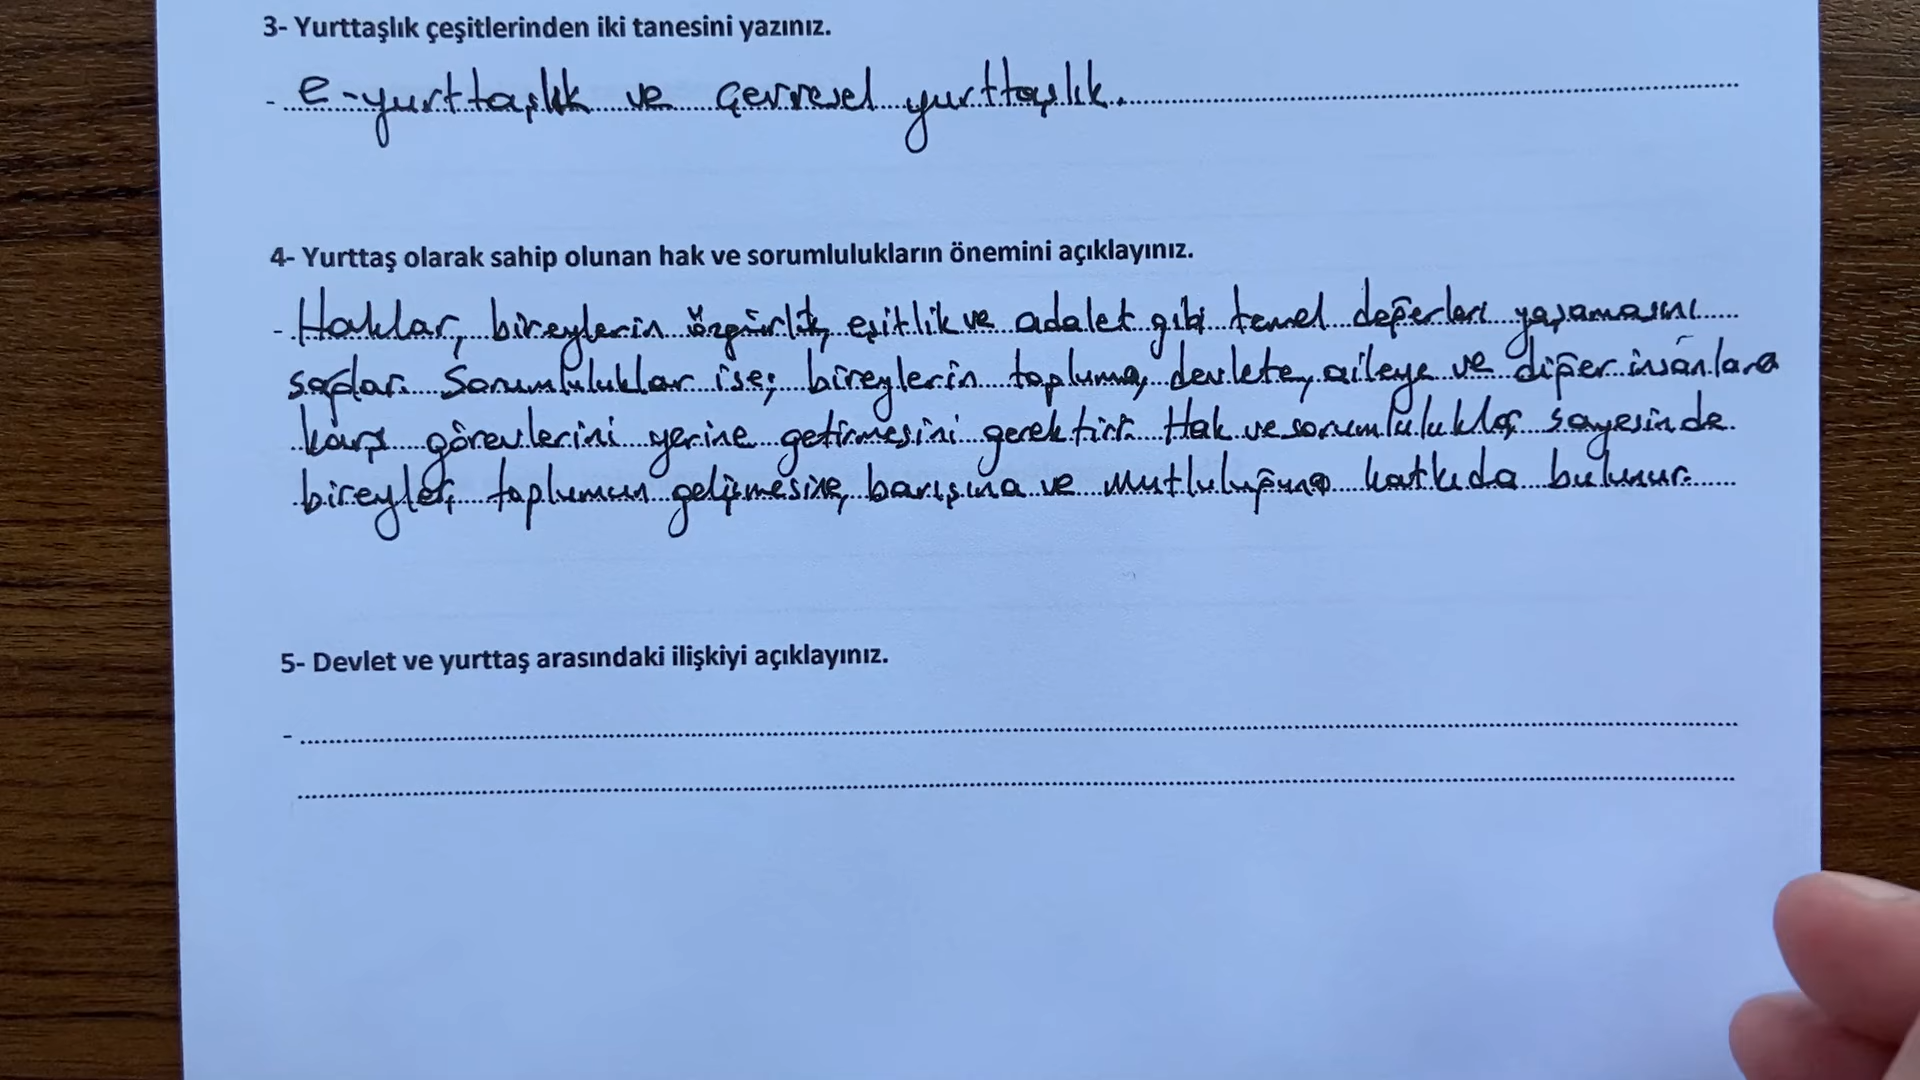 3- Yurttaşlık çeşitlerinden iki tanesini yazınız.
- e-yurttaşlık ve çevresel yurttaşlık.
4- Yurttaş olarak sahip olunan hak ve sorumlulukların önemini açıklayınız.
- Haklar, bireylerin özgürlük, eşitlik ve adalet gibi temel değerleri yaşamasını
sağlar. Sorumluluklar ise; bireylerin topluma, devlete, aileye ve diğer insanlara
karşı görevlerini yerine getirmesini gerektirir. Hak ve sorumluluklar sayesinde
bireyler, toplumun gelişmesine, barışına ve mutluluğuna katkıda bulunur.
5- Devlet ve yurttaş arasındaki ilişkiyi açıklayınız.
-